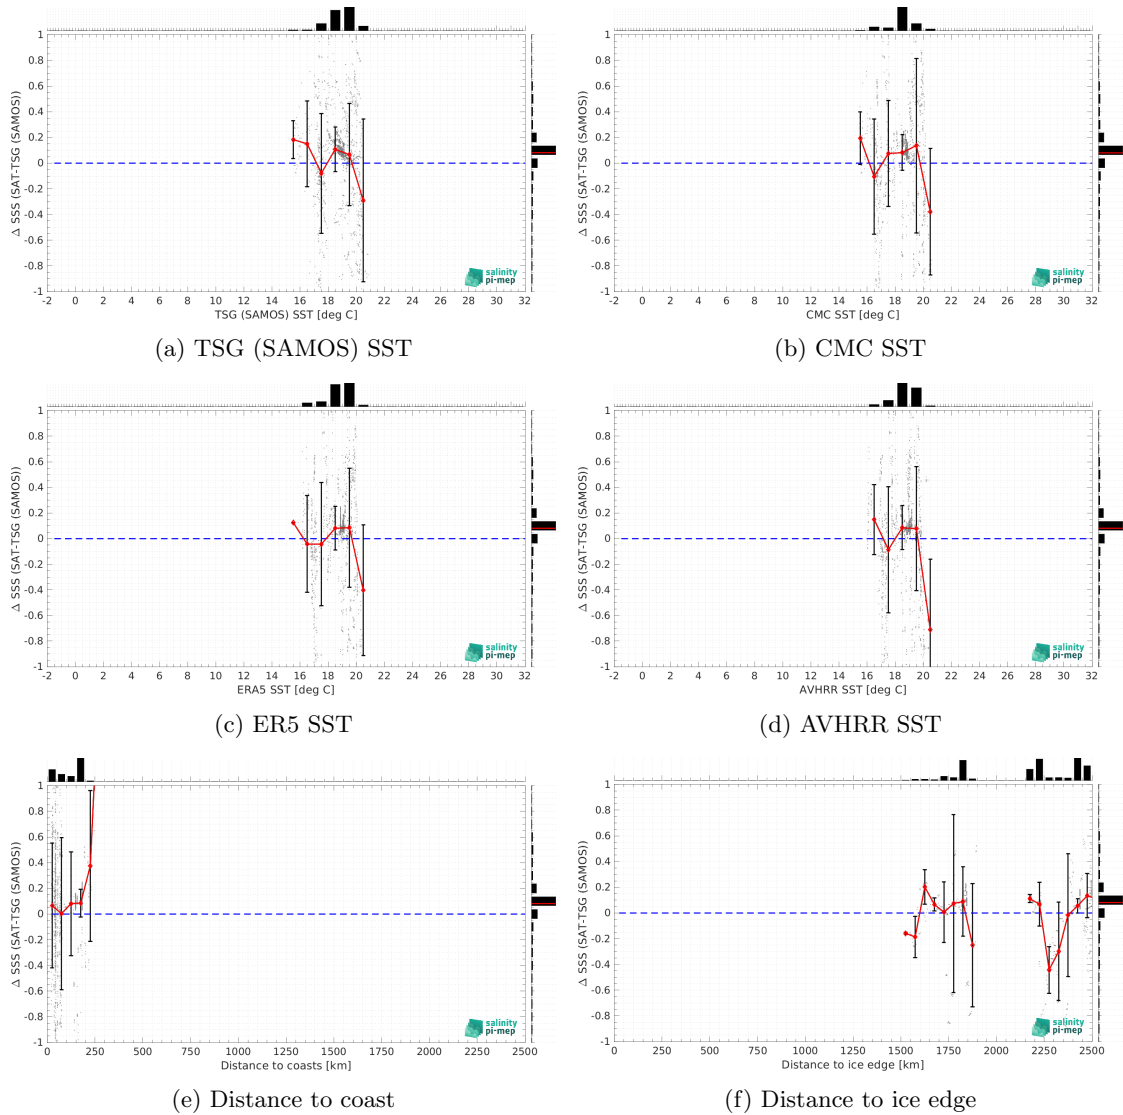 1
0.8
0.6
0.4
0.2
0
-0.2
-0.4
-0.6
-0.8
-1
Δ SSS (SAT-TSG (SAMOS))
-2 0 2 4 6 8 10 12 14 16 18 20 22 24 26 28 30 32
TSG (SAMOS) SST [deg C]
salinity
pi-mep
(a) TSG (SAMOS) SST
1
0.8
0.6
0.4
0.2
0
-0.2
-0.4
-0.6
-0.8
-1
Δ SSS (SAT-TSG (SAMOS))
-2 0 2 4 6 8 10 12 14 16 18 20 22 24 26 28 30 32
CMC SST [deg C]
salinity
pi-mep
(b) CMC SST
1
0.8
0.6
0.4
0.2
0
-0.2
-0.4
-0.6
-0.8
-1
Δ SSS (SAT-TSG (SAMOS))
-2 0 2 4 6 8 10 12 14 16 18 20 22 24 26 28 30 32
ERA5 SST [deg C]
salinity
pi-mep
(c) ER5 SST
1
0.8
0.6
0.4
0.2
0
-0.2
-0.4
-0.6
-0.8
-1
Δ SSS (SAT-TSG (SAMOS))
-2 0 2 4 6 8 10 12 14 16 18 20 22 24 26 28 30 32
AVHRR SST [deg C]
salinity
pi-mep
(d) AVHRR SST
1
0.8
0.6
0.4
0.2
0
-0.2
-0.4
-0.6
-0.8
-1
Δ SSS (SAT-TSG (SAMOS))
0 250 500 750 1000 1250 1500 1750 2000 2250 2500
Distance to coasts [km]
salinity
pi-mep
(e) Distance to coast
1
0.8
0.6
0.4
0.2
0
-0.2
-0.4
-0.6
-0.8
-1
Δ SSS (SAT-TSG (SAMOS))
0 250 500 750 1000 1250 1500 1750 2000 2250 2500
Distance to ice edge [km]
salinity
pi-mep
(f) Distance to ice edge